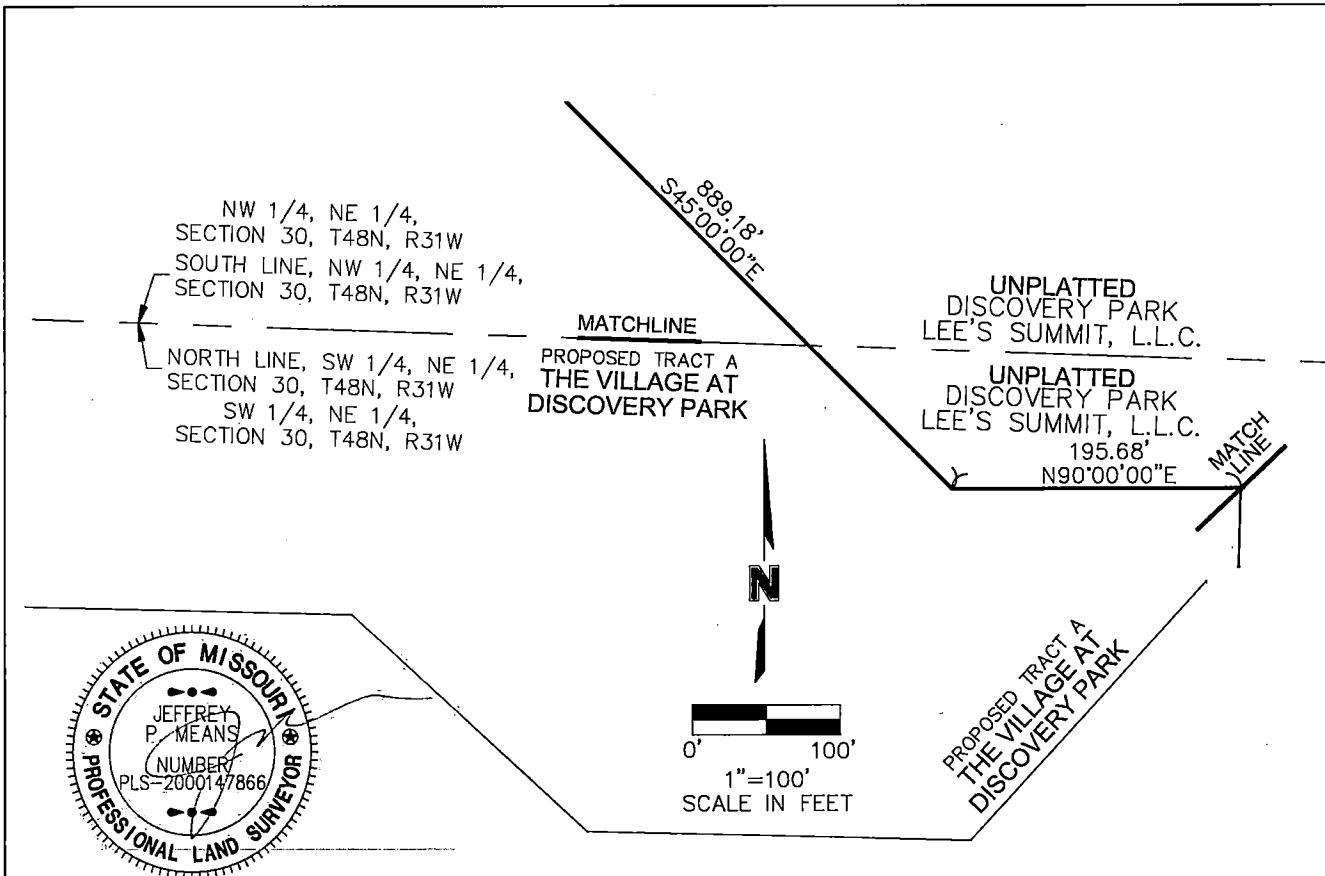 889.18'
S45°00'00"E
NW 1/4, NE 1/4,
SECTION 30, T48N, R31W
SOUTH LINE, NW 1/4, NE 1/4,
SECTION 30, T48N, R31W
UNPLATTED
DISCOVERY PARK
LEE'S SUMMIT, L.L.C.
MATCHLINE
NORTH LINE, SW 1/4, NE 1/4,
SECTION 30, T48N, R31W
SW 1/4, NE 1/4,
SECTION 30, T48N, R31W
PROPOSED TRACT A
THE VILLAGE AT
DISCOVERY PARK
UNPLATTED
DISCOVERY PARK
LEE'S SUMMIT, L.L.C.
195.68'
N90°00'00"E
MATCH
LINE
N
PROPOSED TRACT A
THE VILLAGE AT
DISCOVERY PARK
STATE OF MISSOURI
JEFFREY
P. MEANS
NUMBER
PLS-2000147866
PROFESSIONAL LAND SURVEYOR
0' 100'
1"=100'
SCALE IN FEET